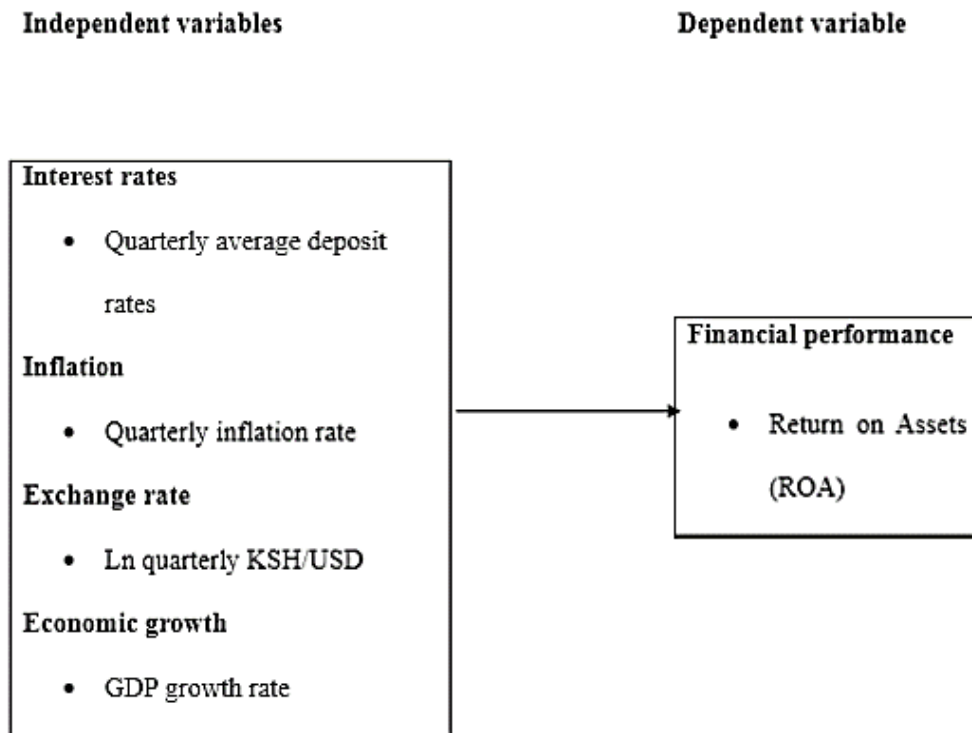 Independent variables
Dependent variable
Interest rates
• Quarterly average deposit
rates
Inflation
• Quarterly inflation rate
Exchange rate
• Ln quarterly KSH/USD
Economic growth
• GDP growth rate
Financial performance
• Return on Assets
(ROA)